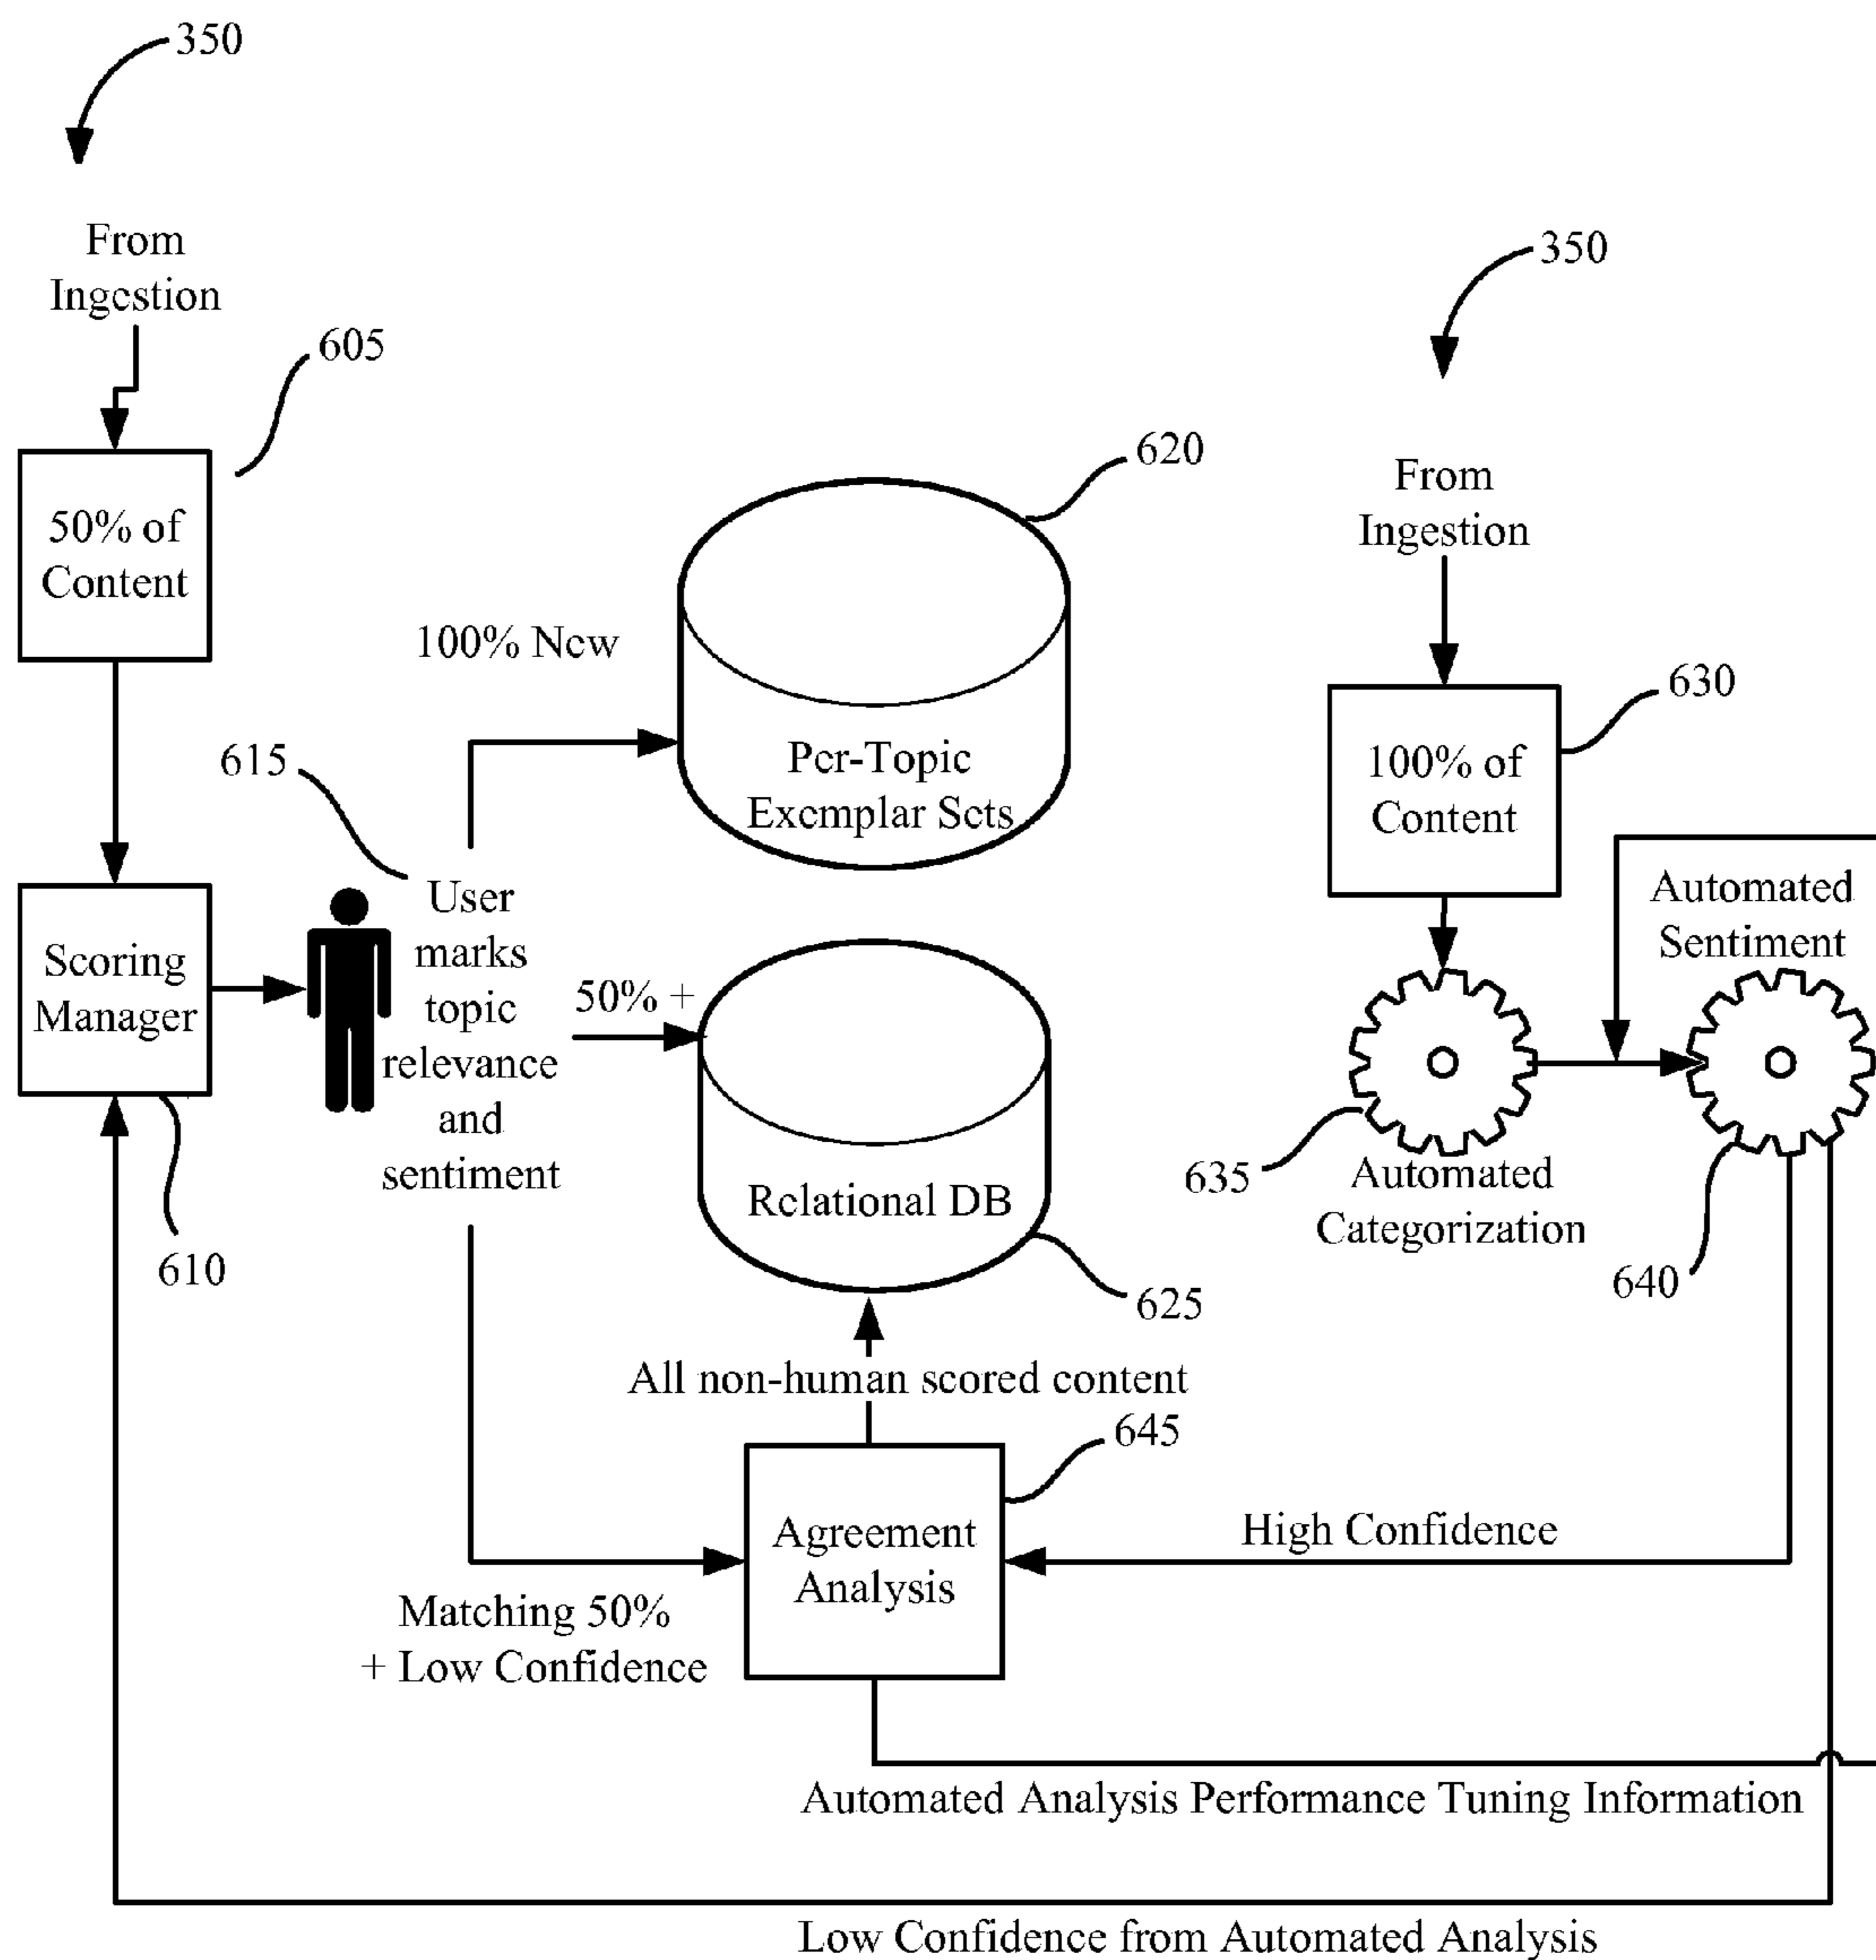 350
From
Ingestion
605
50% of
Content
Scoring
Manager
610
615
User
marks
topic
relevance
and
sentiment
100% New
620
Per-Topic
Exemplar Sets
50% +
Relational DB
625
All non-human scored content
645
Agreement
Analysis
Matching 50%
+ Low Confidence
350
From
Ingestion
630
100% of
Content
Automated
Sentiment
635
Automated
Categorization
640
High Confidence
Automated Analysis Performance Tuning Information
Low Confidence from Automated Analysis